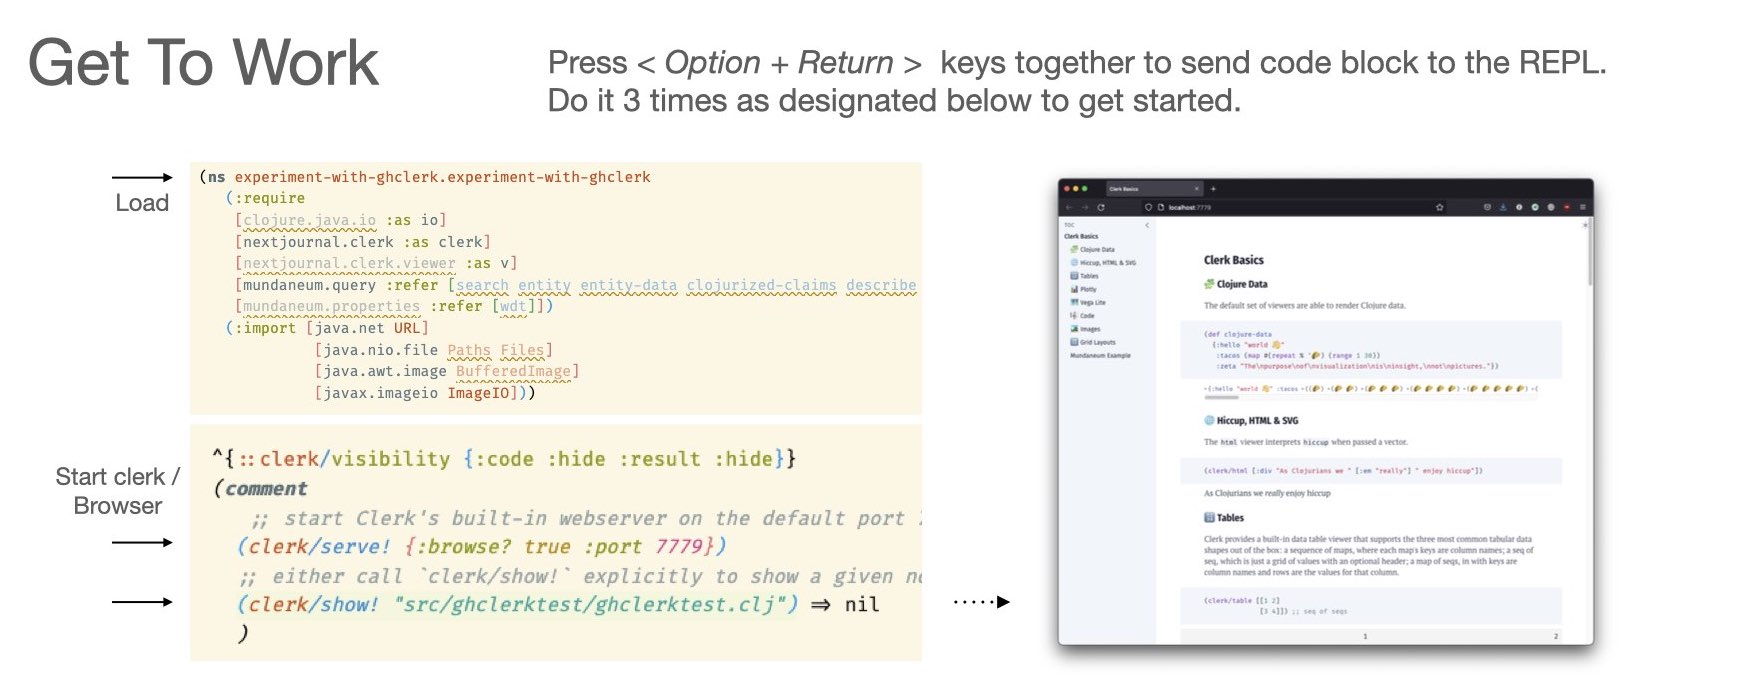 Get To Work
Press < Option + Return > keys together to send code block to the REPL.
Do it 3 times as designated below to get started.
Load
(ns experiment-with-ghclerk.experiment-with-ghclerk
(:require
[clojure.java.io :as io]
[nextjournal.clerk :as clerk]
[nextjournal.clerk.viewer :as v]
[mundaneum.query :refer [search entity entity-data clojurized-claims describe
[mundaneum.properties :refer [wdt]])
(:import [java.net URL]
[java.nio.file Paths Files]
[java.awt.image BufferedImage]
[javax.imageio ImageIO]))
Start clerk /
Browser
^{::clerk/visibility {:code :hide :result :hide}}
(comment
;; start Clerk's built-in webserver on the default port
(clerk/serve! {:browse? true :port 7779})
;; either call `clerk/show!` explicitly to show a given
(clerk/show! "src/ghclerktest/ghclerktest.clj") => nil
)
Clerk Basics
localhost:7779
TOC
Clerk Basics
Clojure Data
Hiccup, HTML & SVG
Tables
Plotly
Vega Lite
Code
Images
Grid Layouts
Mundaneum Example
Clerk Basics
Clojure Data
The default set of viewers are able to render Clojure data.
(def clojure-data
{:hello "world 👋"
:tacos (map #(repeat % '🌮) (range 1 30))
:zeta "The\npurpose\nof\nvisualization\nis\ninsight,\nnot\npictures."})
{:hello "world 👋" :tacos
Hiccup, HTML & SVG
The html viewer interprets hiccup when passed a vector.
(clerk/html [:div "As Clojurians we " [:em "really"] " enjoy hiccup"])
As Clojurians we really enjoy hiccup
Tables
Clerk provides a built-in data table viewer that supports the three most common tabular data
shapes out of the box: a sequence of maps, where each map's keys are column names; a seq of
seq, which is just a grid of values with an optional header; a map of seqs, in with keys are
column names and rows are the values for that column.
(clerk/table [[1 2]
[3 4]]) ;; seq of seqs
1 2